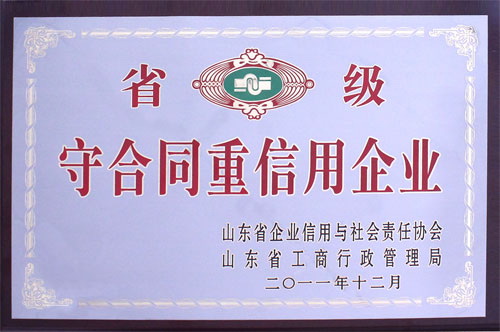 省 级
守合同重信用企业
山东省企业信用与社会责任协会
山东省工商行政管理局
二〇一一年十二月